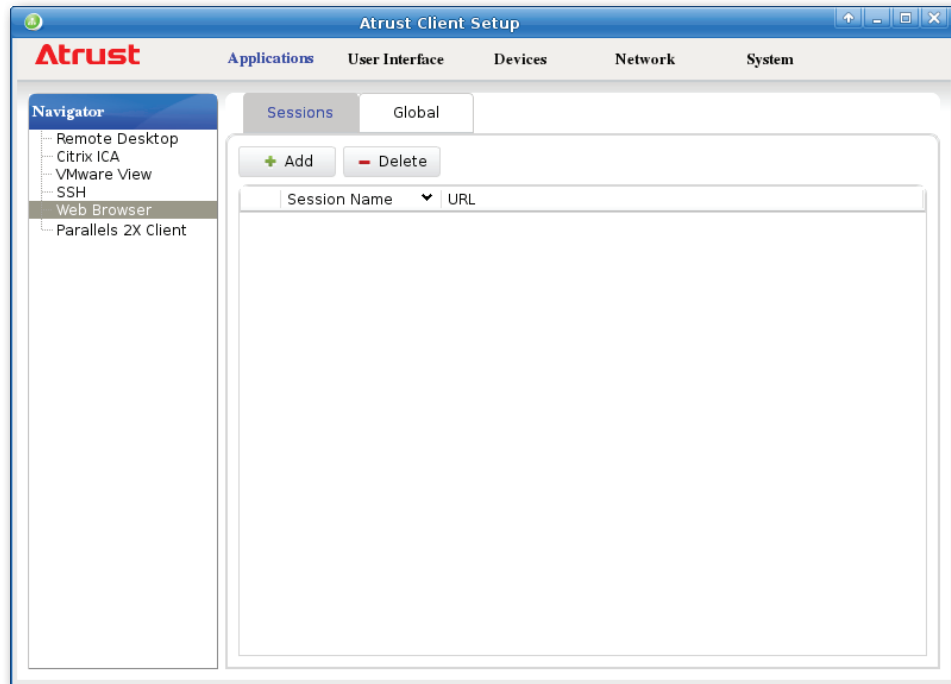 Atrust Client Setup
Atrust
Applications User Interface Devices Network System
Navigator
Remote Desktop
Citrix ICA
VMware View
SSH
Web Browser
Parallels 2X Client
Sessions Global
Add Delete
Session Name URL